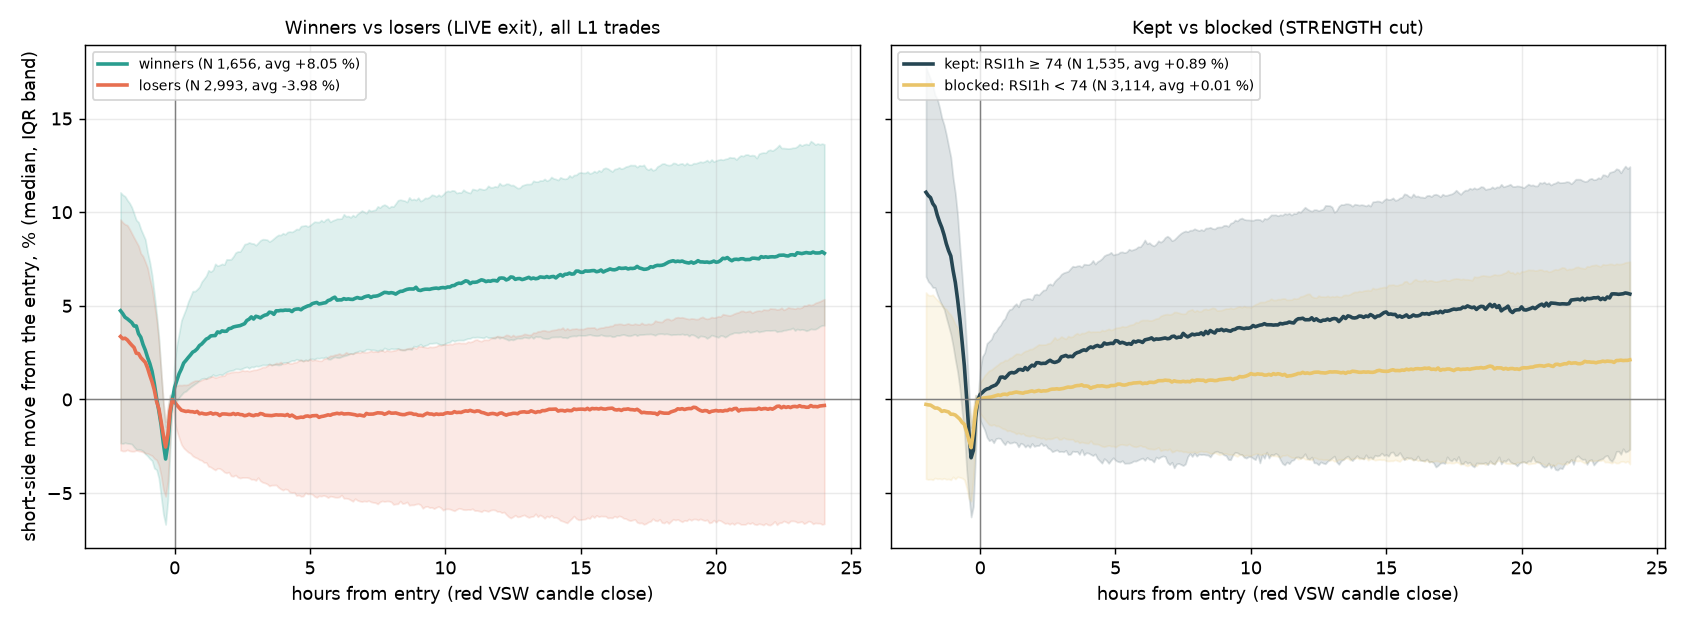 Winners vs losers (LIVE exit), all L1 trades
winners (N 1,656, avg +8.05 %)
losers (N 2,993, avg -3.98 %)
short-side move from the entry, % (median, IQR band)
15
10
5
0
−5
0
5
10
15
20
25
hours from entry (red VSW candle close)
Kept vs blocked (STRENGTH cut)
kept: RSI1h ≥ 74 (N 1,535, avg +0.89 %)
blocked: RSI1h < 74 (N 3,114, avg +0.01 %)
0
5
10
15
20
25
hours from entry (red VSW candle close)